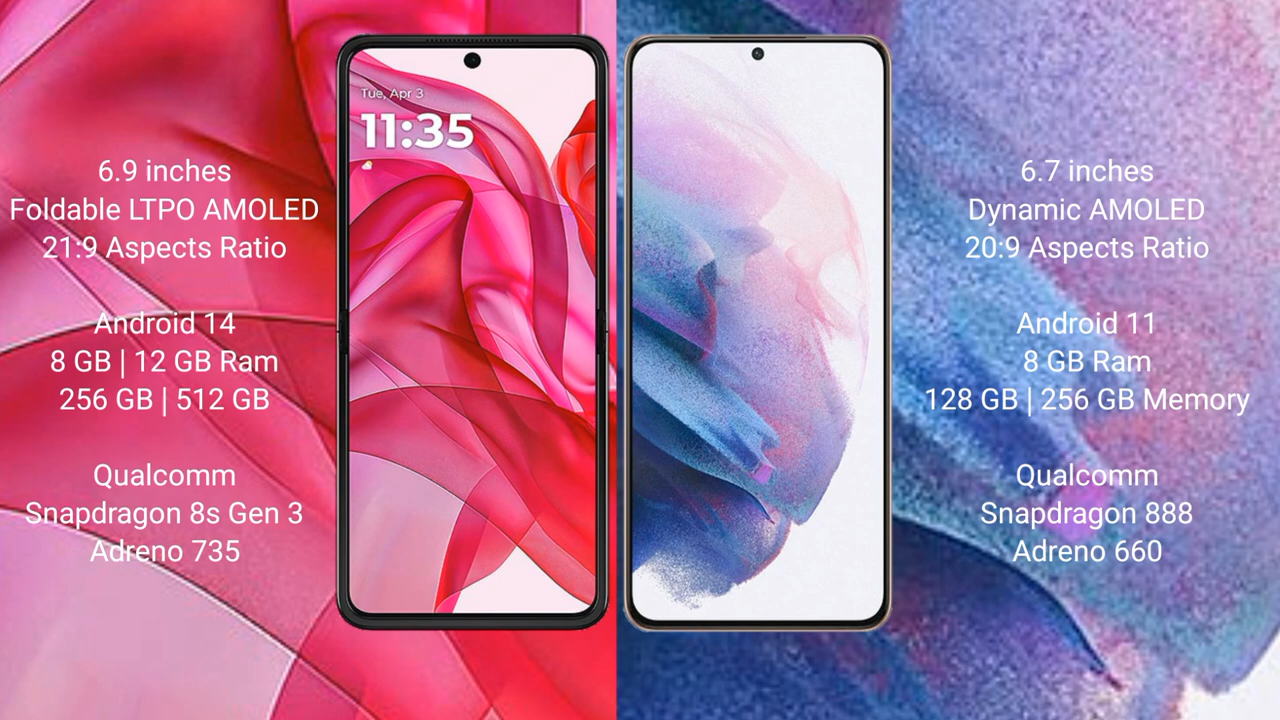 6.9 inches
Foldable LTPO AMOLED
21:9 Aspects Ratio
Android 14
8 GB | 12 GB Ram
256 GB | 512 GB
Qualcomm
Snapdragon 8s Gen 3
Adreno 735
Tue, Apr 3
11:35
6.7 inches
Dynamic AMOLED
20:9 Aspects Ratio
Android 11
8 GB Ram
128 GB | 256 GB Memory
Qualcomm
Snapdragon 888
Adreno 660